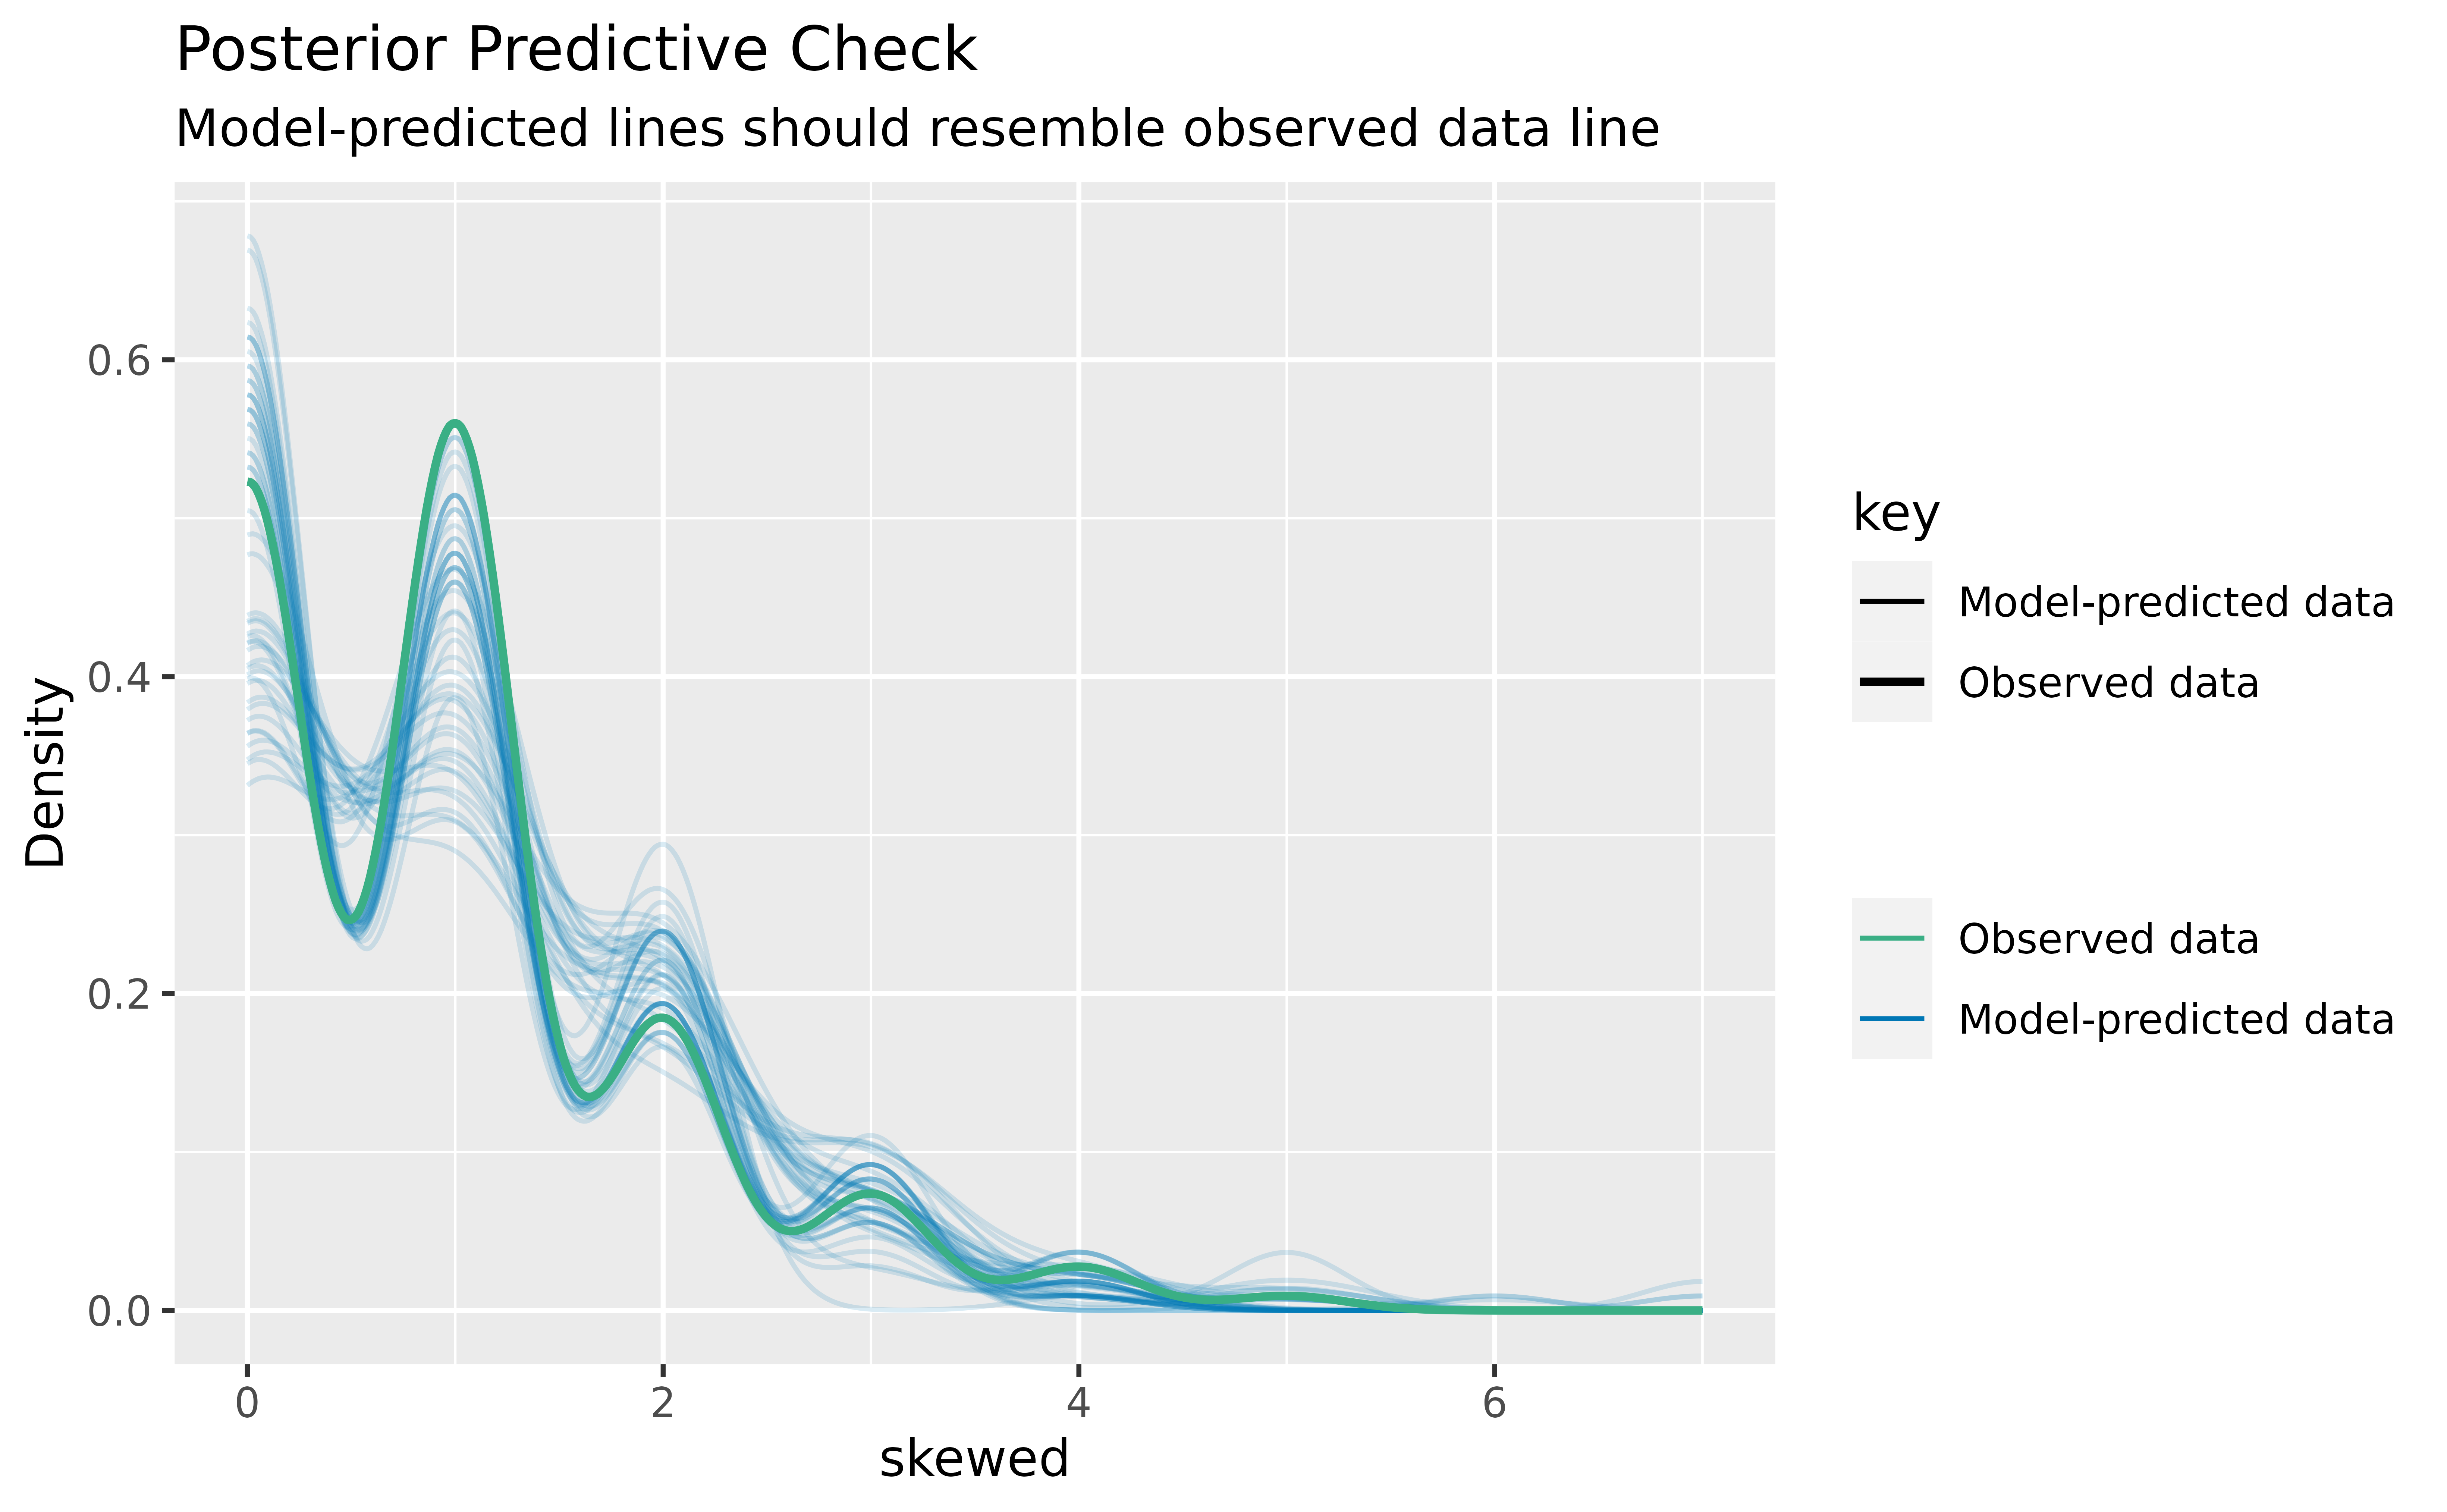 Posterior Predictive Check
Model-predicted lines should resemble observed data line
0.6
0.4
0.2
0.0
Density
0
2
4
6
skewed
key
Model-predicted data
Observed data
Observed data
Model-predicted data